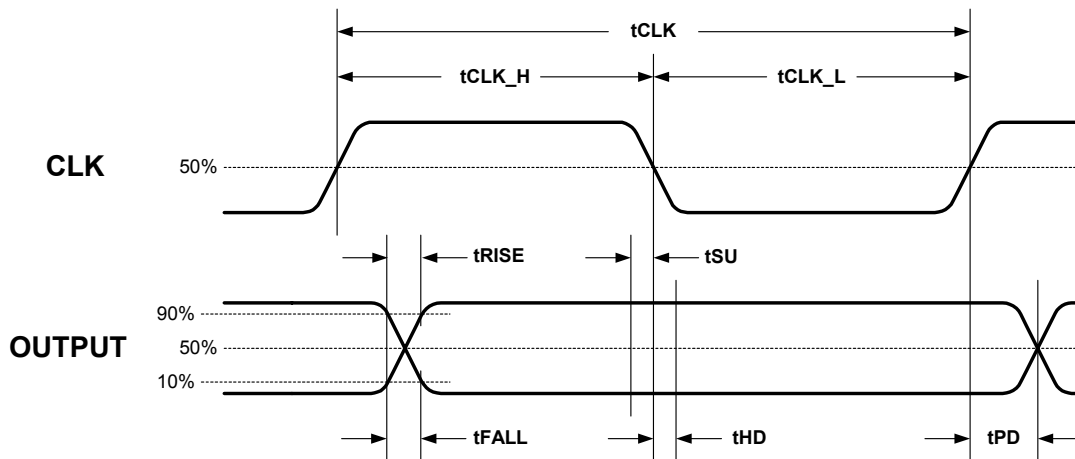 tCLK
tCLK_H
tCLK_L
CLK
50%
tRISE
tSU
90%
OUTPUT
50%
10%
tFALL
tHD
tPD